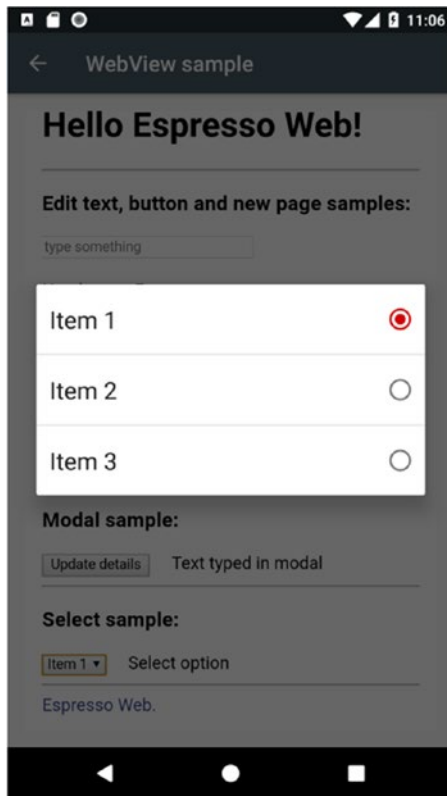 11:06
WebView sample
Hello Espresso Web!
Edit text, button and new page samples:
type something
Item 1
Item 2
Item 3
Modal sample:
Update details Text typed in modal
Select sample:
Item 1 Select option
Espresso Web.